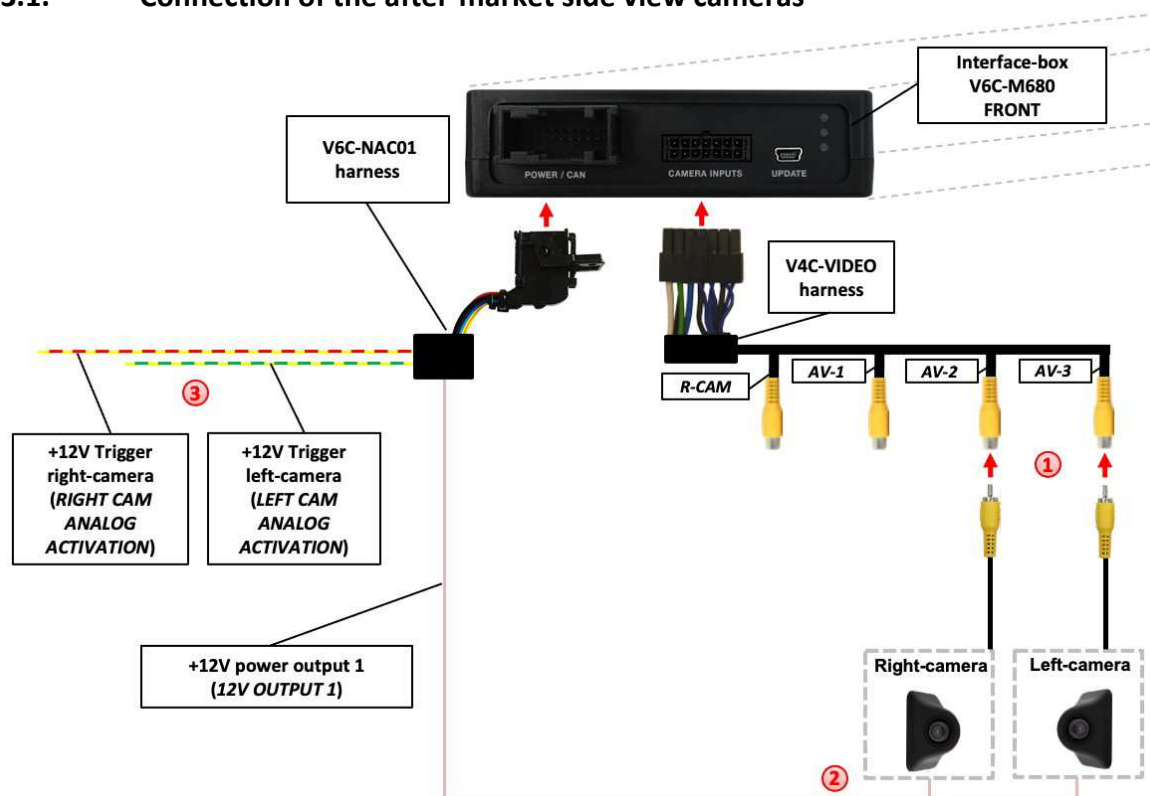 3.1. Connection of the after-market side view cameras
Interface-box
V6C-M680
FRONT
V6C-NAC01
harness
POWER / CAN
CAMERA INPUTS
UPDATE
V4C-VIDEO
harness
R-CAM
AV-1
AV-2
AV-3
3
1
+12V Trigger
right-camera
(RIGHT CAM
ANALOG
ACTIVATION)
+12V Trigger
left-camera
(LEFT CAM
ANALOG
ACTIVATION)
+12V power output 1
(12V OUTPUT 1)
Right-camera
Left-camera
2